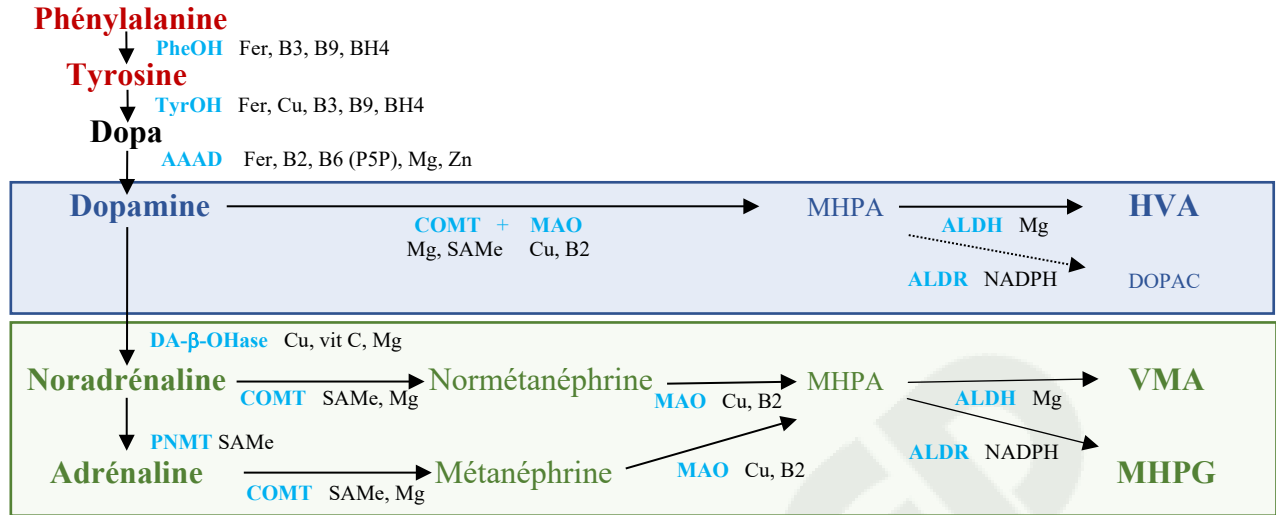 Phénylalanine
PheOH Fer, B3, B9, BH4
Tyrosine
TyrOH Fer, Cu, B3, B9, BH4
Dopa
AAAD Fer, B2, B6 (P5P), Mg, Zn
Dopamine MHPA HVA
COMT + MAO ALDH Mg
Mg, SAMe Cu, B2
ALDR NADPH DOPAC
DA-β-OHase Cu, vit C, Mg
Noradrénaline Normétanéphrine MHPA VMA
COMT SAMe, Mg MAO Cu, B2 ALDH Mg
PNMT SAMe ALDR NADPH
Adrénaline Métanéphrine MAO Cu, B2 MHPG
COMT SAMe, Mg